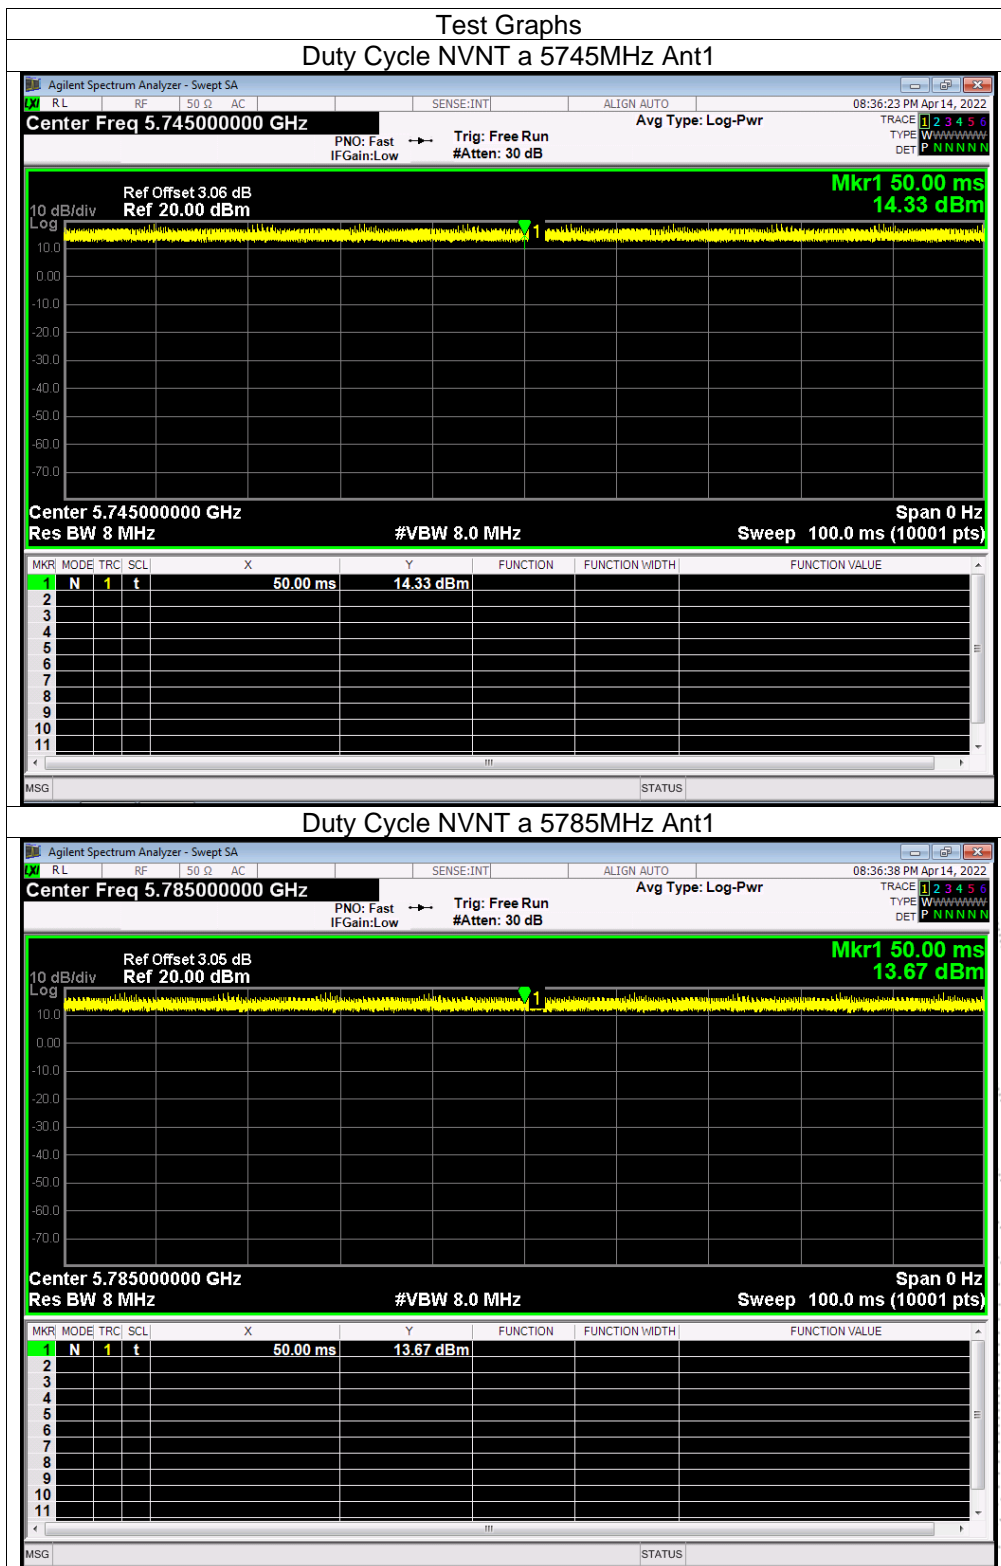 Test Graphs
Duty Cycle NVNT a 5745MHz Ant1
Agilent Spectrum Analyzer - Swept SA
LXI RL RF 50 Ω AC SENSE:INT ALIGN AUTO 08:36:23 PM Apr 14, 2022
Center Freq 5.745000000 GHz
PNO: Fast
IFGain:Low
Trig: Free Run
#Atten: 30 dB
Avg Type: Log-Pwr
TRACE 1 2 3 4 5 6
TYPE WWWWWW
DET P N N N N N
Mkr1 50.00 ms
14.33 dBm
Ref Offset 3.06 dB
10 dB/div Ref 20.00 dBm
Log
10.0
0.00
-10.0
-20.0
-30.0
-40.0
-50.0
-60.0
-70.0
1
Center 5.745000000 GHz Span 0 Hz
Res BW 8 MHz #VBW 8.0 MHz Sweep 100.0 ms (10001 pts)
MKR MODE TRC SCL X Y FUNCTION FUNCTION WIDTH FUNCTION VALUE
1 N 1 t 50.00 ms 14.33 dBm
2
3
4
5
6
7
8
9
10
11
MSG STATUS
Duty Cycle NVNT a 5785MHz Ant1
Agilent Spectrum Analyzer - Swept SA
LXI RL RF 50 Ω AC SENSE:INT ALIGN AUTO 08:36:38 PM Apr 14, 2022
Center Freq 5.785000000 GHz
PNO: Fast
IFGain:Low
Trig: Free Run
#Atten: 30 dB
Avg Type: Log-Pwr
TRACE 1 2 3 4 5 6
TYPE WWWWWW
DET P N N N N N
Mkr1 50.00 ms
13.67 dBm
Ref Offset 3.05 dB
10 dB/div Ref 20.00 dBm
Log
10.0
0.00
-10.0
-20.0
-30.0
-40.0
-50.0
-60.0
-70.0
1
Center 5.785000000 GHz Span 0 Hz
Res BW 8 MHz #VBW 8.0 MHz Sweep 100.0 ms (10001 pts)
MKR MODE TRC SCL X Y FUNCTION FUNCTION WIDTH FUNCTION VALUE
1 N 1 t 50.00 ms 13.67 dBm
2
3
4
5
6
7
8
9
10
11
MSG STATUS